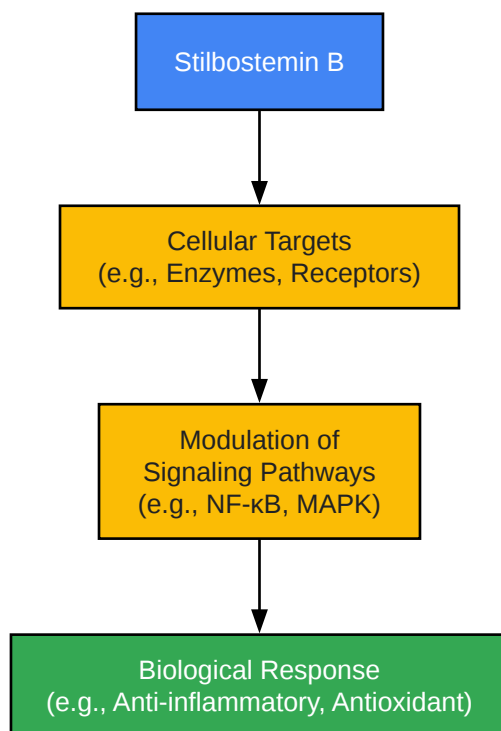 Stilbostemin B
Cellular Targets
(e.g., Enzymes, Receptors)
Modulation of
Signaling Pathways
(e.g., NF-κB, MAPK)
Biological Response
(e.g., Anti-inflammatory, Antioxidant)